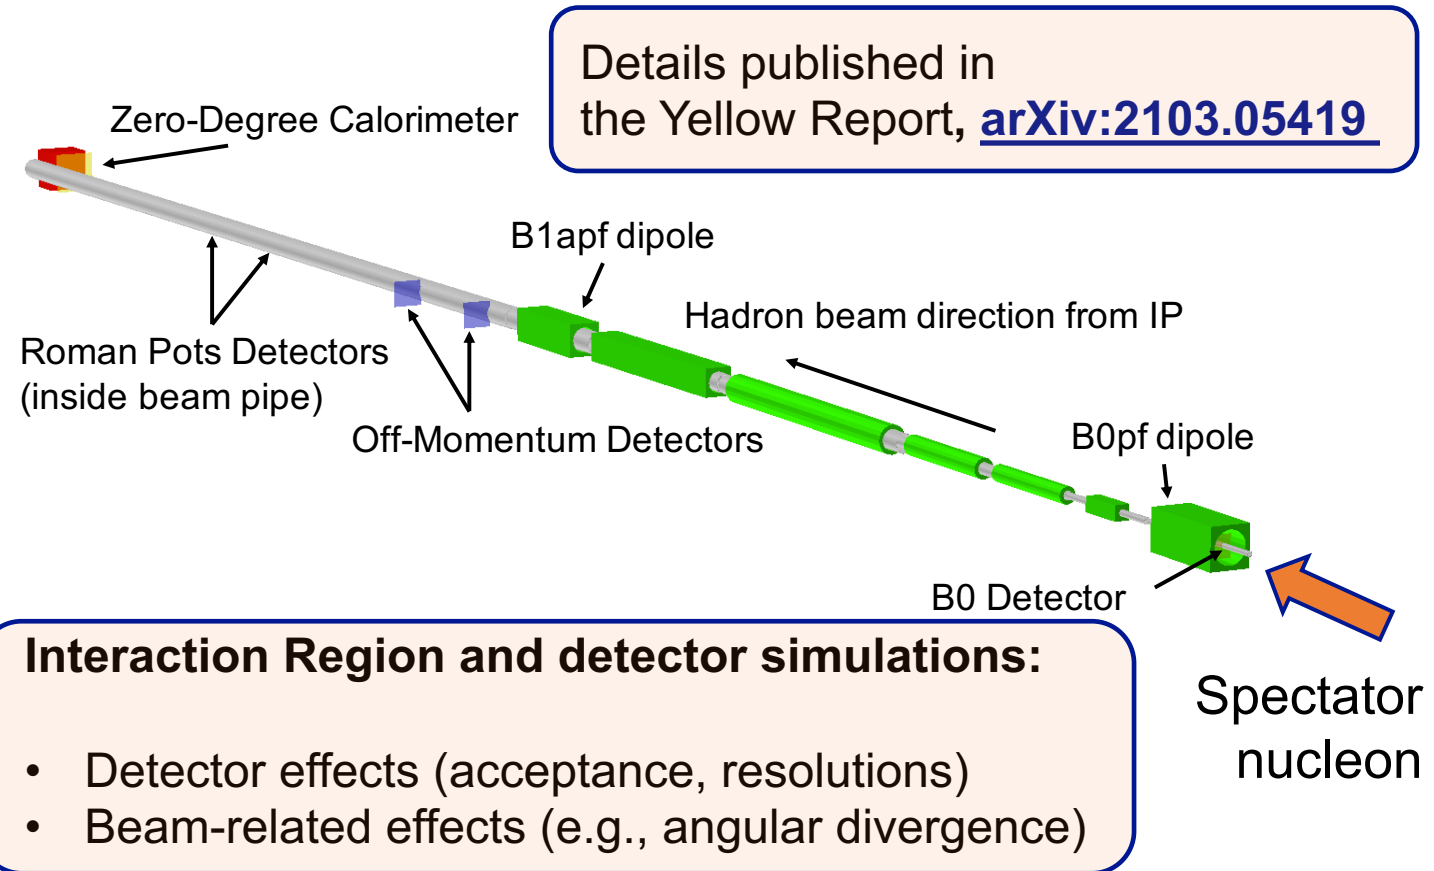 Details published in
the Yellow Report, arXiv:2103.05419
Zero-Degree Calorimeter
B1apf dipole
Hadron beam direction from IP
Roman Pots Detectors
(inside beam pipe)
Off-Momentum Detectors
B0pf dipole
B0 Detector
Spectator
nucleon
Interaction Region and detector simulations:
• Detector effects (acceptance, resolutions)
• Beam-related effects (e.g., angular divergence)